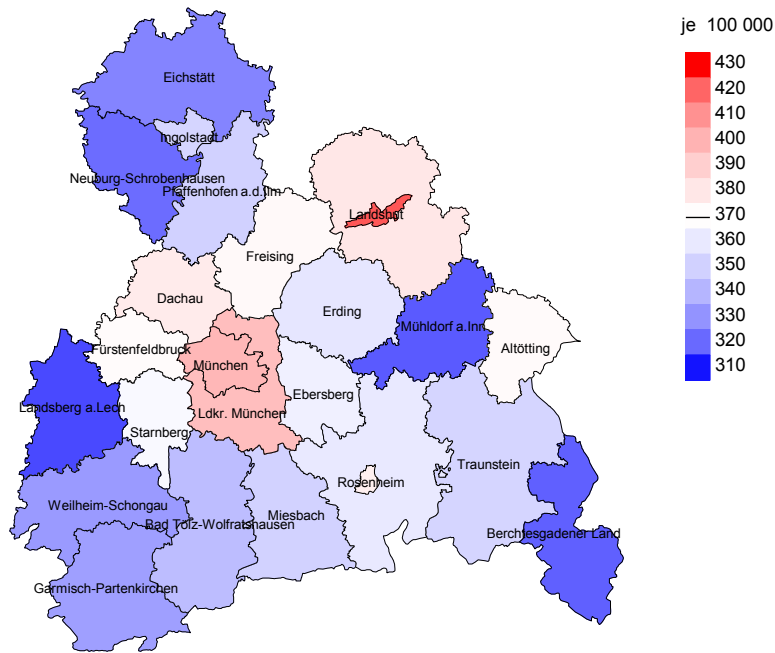 je 100 000
430
420
410
400
390
380
370
360
350
340
330
320
310
Eichstätt
Ingolstadt
Neuburg-Schrobenhausen
Pfaffenhofen a.d.Ilm
Landshut
Freising
Dachau
Erding
Mühldorf a.Inn
Altötting
Fürstenfeldbruck
München
Ebersberg
Landsberg a.Lech
Ldkr. München
Starnberg
Traunstein
Rosenheim
Weilheim-Schongau
Miesbach
Bad Tölz-Wolfratshausen
Berchtesgadener Land
Garmisch-Partenkirchen